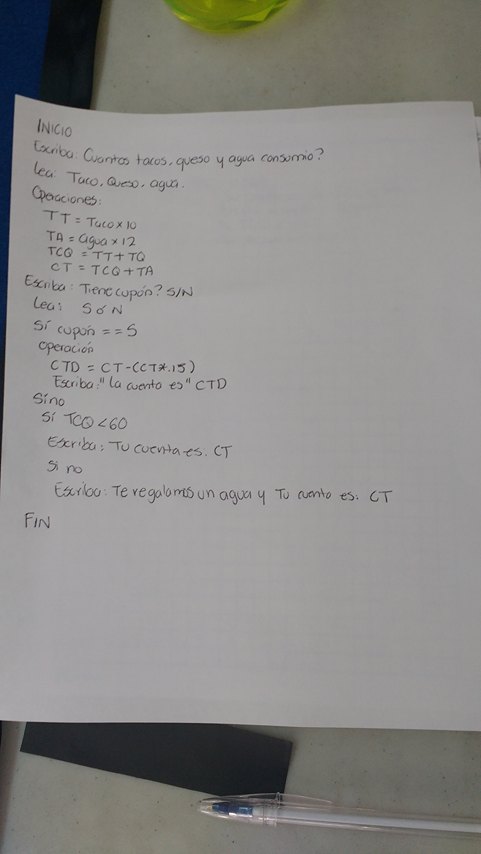 INICIO
Escriba: Cuantos tacos, queso y agua consumio?
Lea: Taco, Queso, agua.
Operaciones:
TT = Taco x 10
TA = agua x 12
TCQ = TT + TQ
CT = TCQ + TA
Escriba: Tiene cupón? S/N
Lea: S ó N
Sí cupón == S
Operación
CTD = CT-(CT*.15)
Escriba: "La cuenta es" CTD
Sino
Sí TCQ < 60
Escriba: Tu cuenta es. CT
Si no
Escriba: Te regalamos un agua y Tu cuenta es: CT
FIN